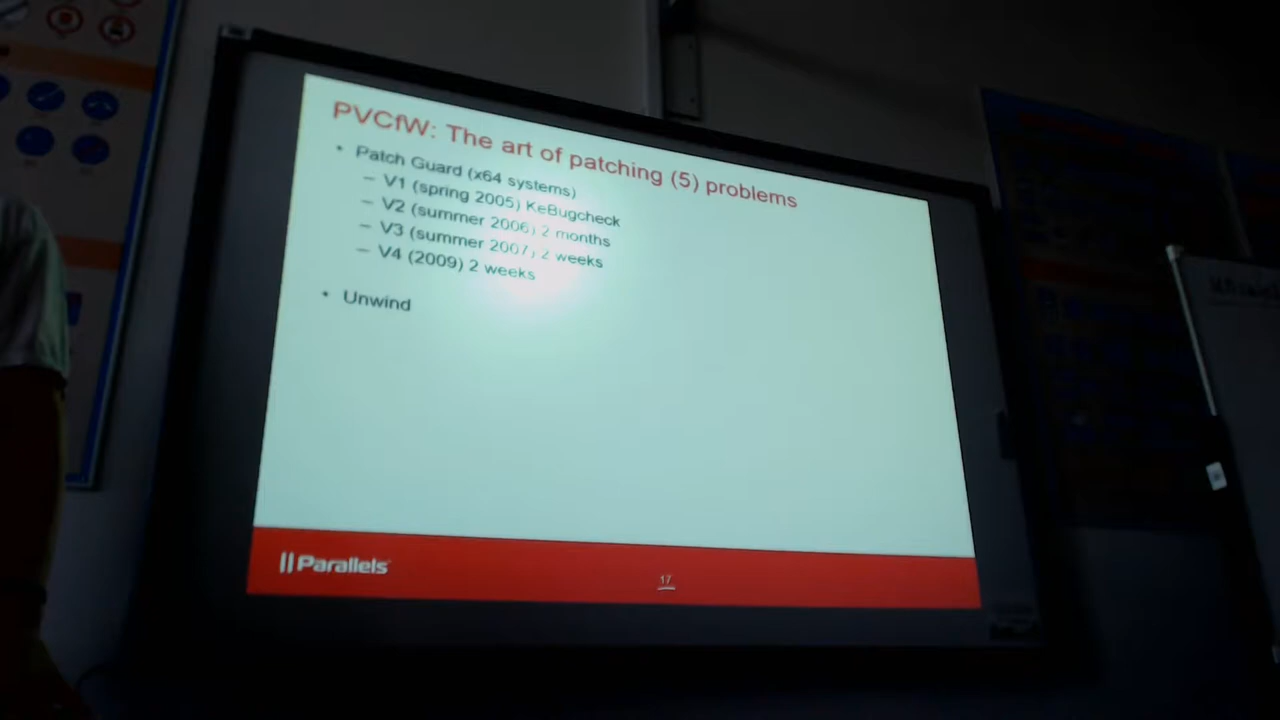 PVCfW: The art of patching (5) problems
• Patch Guard (x64 systems)
– V1 (spring 2005) KeBugcheck
– V2 (summer 2006) 2 months
– V3 (summer 2007) 2 weeks
– V4 (2009) 2 weeks
• Unwind
Parallels
17